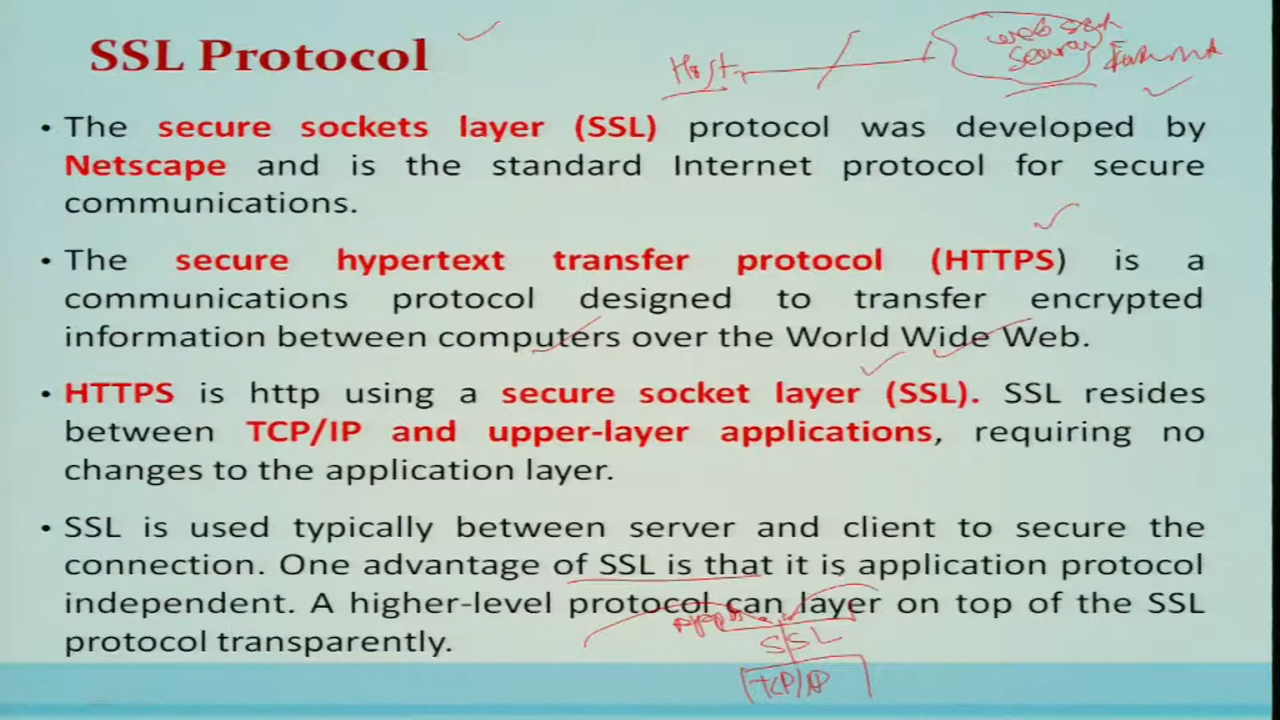 SSL Protocol
Host
web
The secure sockets layer (SSL) protocol was developed by
Netscape and is the standard Internet protocol for secure
communications.
The secure hypertext transfer protocol (HTTPS) is a
communications protocol designed to transfer encrypted
information between computers over the World Wide Web.
HTTPS is http using a secure socket layer (SSL). SSL resides
between TCP/IP and upper-layer applications, requiring no
changes to the application layer.
SSL is used typically between server and client to secure the
connection. One advantage of SSL is that it is application protocol
independent. A higher-level protocol can layer on top of the SSL
protocol transparently.
SSL
TCP/IP